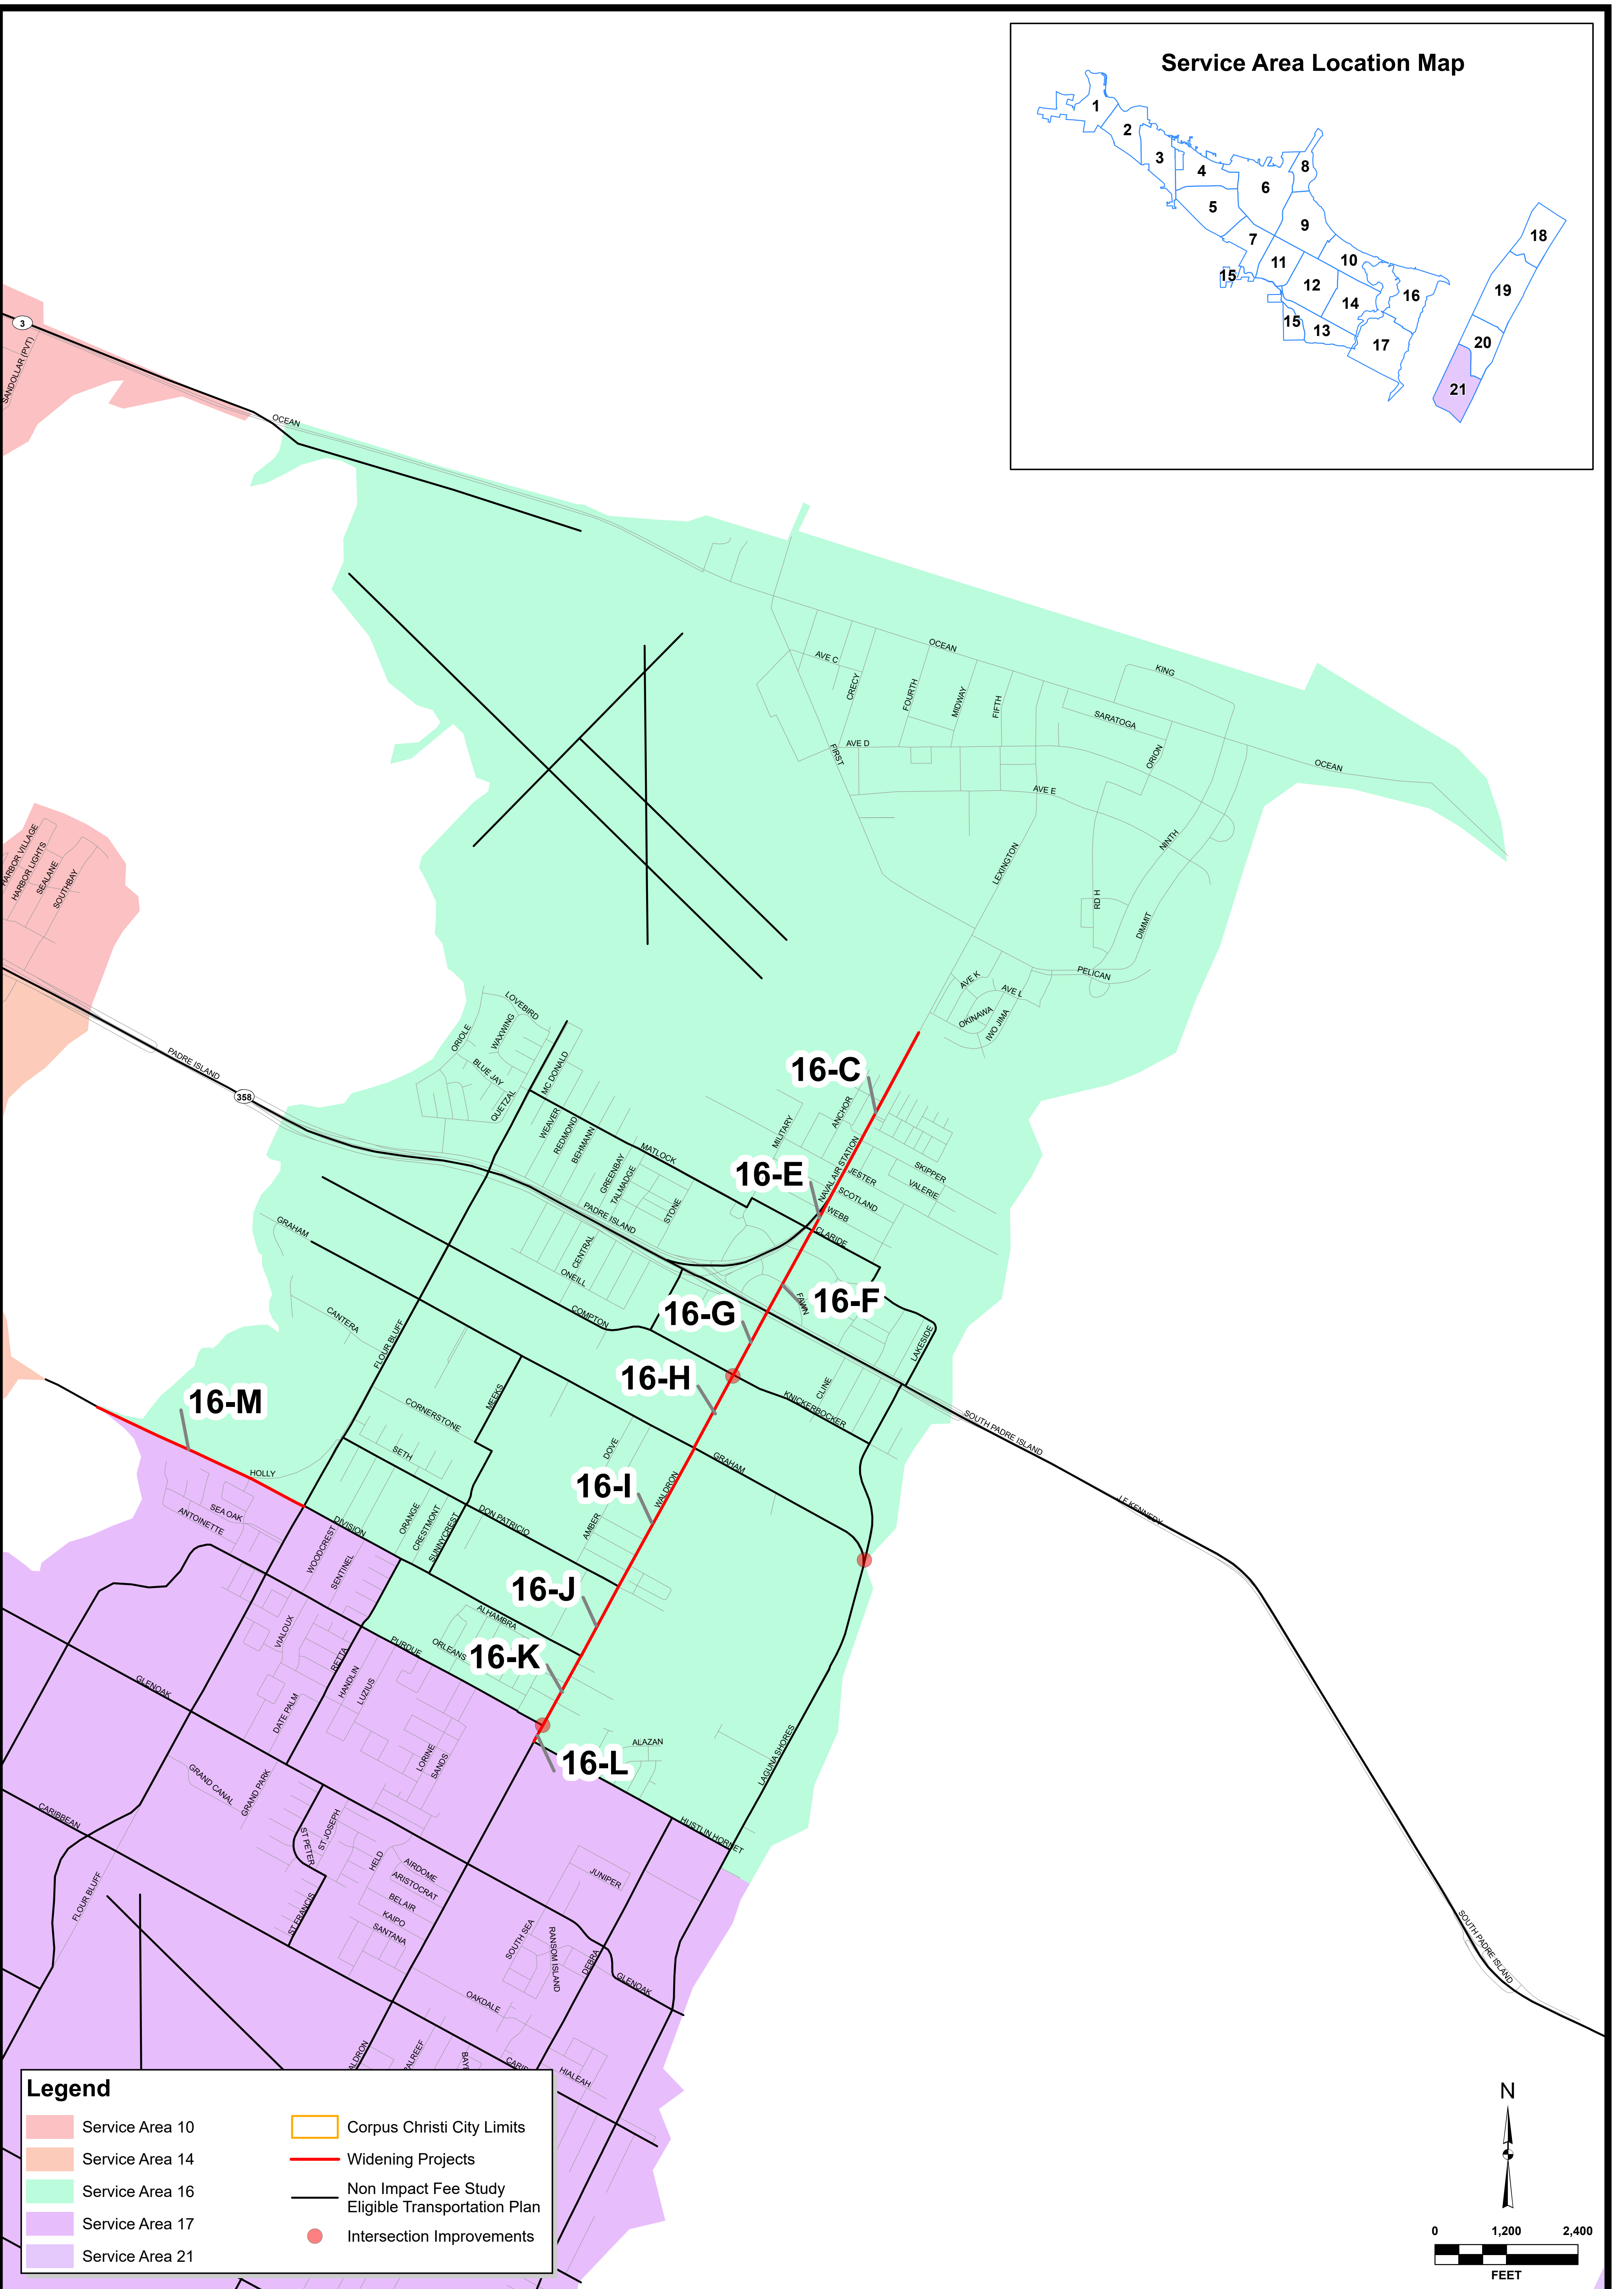 Service Area Location Map
1
2
3
4
5
6
7
8
9
10
11
12
13
14
15
15
16
17
18
19
20
21
3
SANDOLLAR (PVT)
OCEAN
OCEAN
KING
AVE C
CRECY
FOURTH
MIDWAY
FIFTH
SARATOGA
FIRST
AVE D
ORION
OCEAN
AVE E
NINTH
LEXINGTON
RD H
DIMMIT
HARBOR VILLAGE
HARBOR LIGHTS
SEALANE
SOUTHBAY
PELICAN
AVE K
AVE L
OKINAWA
IWO JIMA
LOVEBIRD
WAXWING
ORIOLE
BLUE JAY
QUETZAL
MC DONALD
PADRE ISLAND
358
16-C
ANCHOR
MILITARY
WEAVER
REDMOND
BEHMANN
MATLOCK
GREENBAY
TALMADGE
STONE
16-E
NAVAL AIR STATION
JESTER
SKIPPER
VALERIE
SCOTLAND
WEBB
CLARIDE
PADRE ISLAND
GRAHAM
CENTRAL
ONEILL
COMPTON
CANTERA
FLOUR BLUFF
16-F
FAWN
16-G
LAKESIDE
16-H
CLINE
KNICKERBOCKER
SOUTH PADRE ISLAND
16-M
MEEKS
CORNERSTONE
DOVE
GRAHAM
SETH
HOLLY
16-I
WALDRON
LE KENNEDY
SEA OAK
ANTOINETTE
DIVISION
ORANGE
CRESTMONT
SUNNYCREST
DON PATRICIO
AMBER
WOODCREST
SENTINEL
16-J
ALHAMBRA
VIALOUX
RETTA
PURDUE
ORLEANS
16-K
HANDLIN
LUZIUS
GLENOAK
DATE PALM
LORINE
SANDS
16-L
ALAZAN
LAGUNA SHORES
GRAND CANAL
GRAND PARK
CARIBBEAN
ST PETER
ST JOSEPH
HUSTLIN HORNET
HELD
AIRDOME
ARISTOCRAT
BELAIR
KAIPO
SANTANA
JUNIPER
FLOUR BLUFF
ST FRANCIS
SOUTH SEA
RANSOM ISLAND
DEBRA
GLENOAK
SOUTH PADRE ISLAND
OAKDALE
HIALEAH
Legend
Service Area 10
Service Area 14
Service Area 16
Service Area 17
Service Area 21
Corpus Christi City Limits
Widening Projects
Non Impact Fee Study
Eligible Transportation Plan
Intersection Improvements
N
0 1,200 2,400
FEET